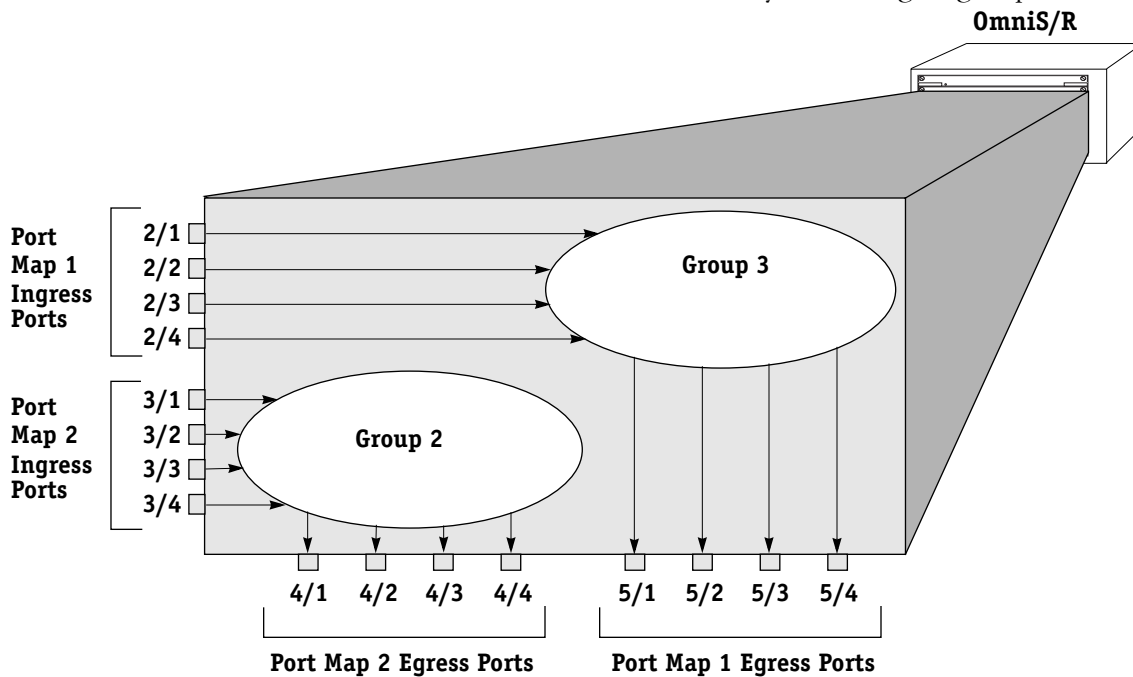 OmniS/R
Port
Map 1
Ingress
Ports
2/1
2/2
2/3
2/4
Group 3
Port
Map 2
Ingress
Ports
3/1
3/2
3/3
3/4
Group 2
4/1 4/2 4/3 4/4 5/1 5/2 5/3 5/4
Port Map 2 Egress Ports Port Map 1 Egress Ports